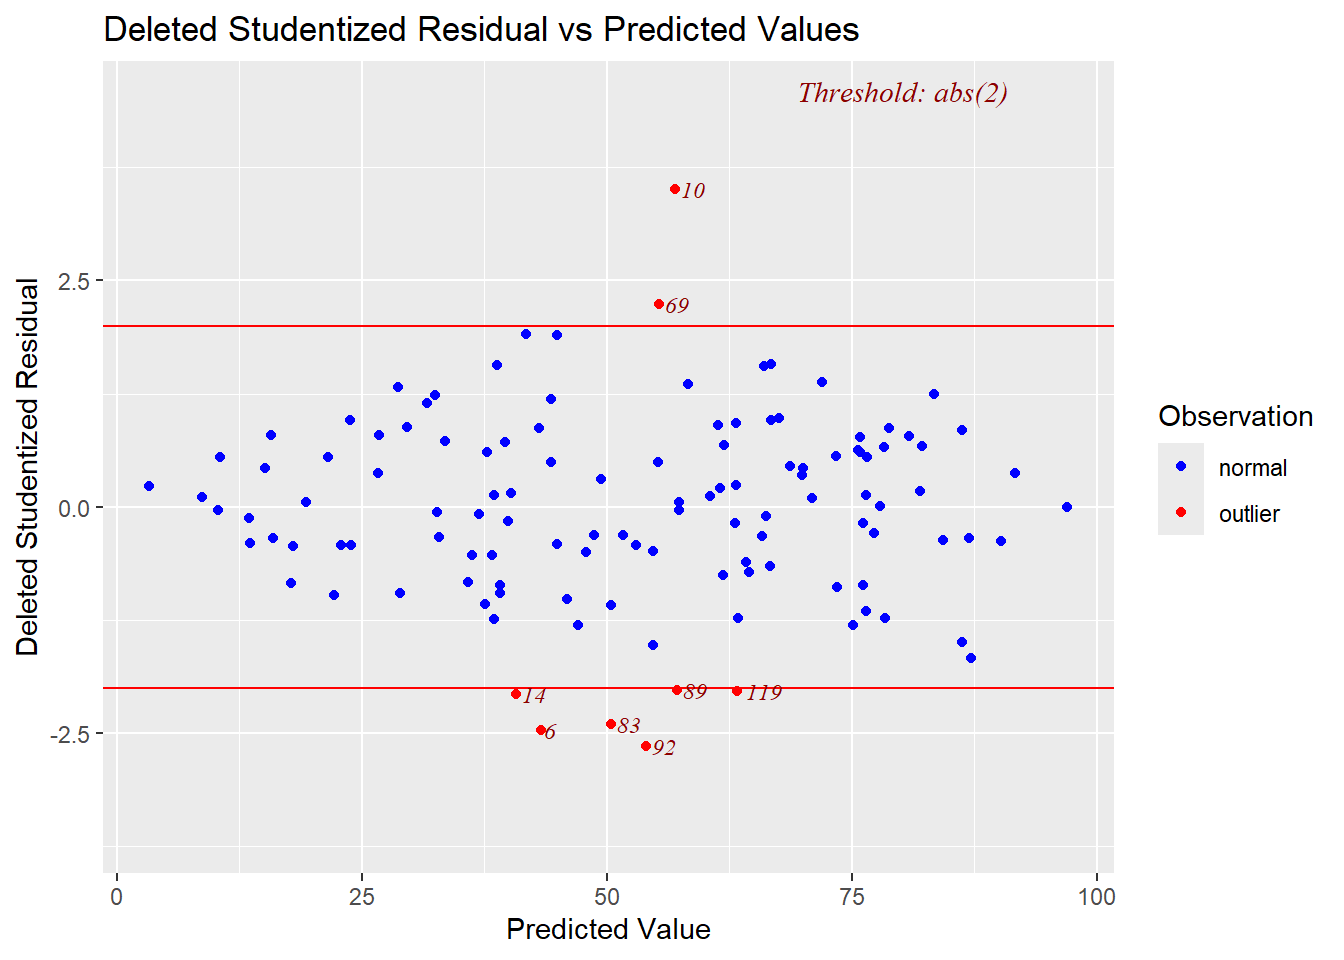 Deleted Studentized Residual vs Predicted Values
Threshold: abs(2)
10
2.5
69
Deleted Studentized Residual
Observation
normal
0.0
outlier
14
89
119
6
83
-2.5
92
0
25
50
75
100
Predicted Value